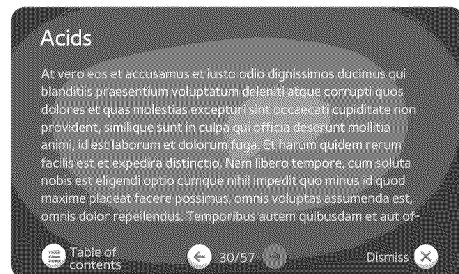 Acids
At vero eos et accusamus et iusto odio dignissimos ducimus qui
blanditiis praesentium voluptatum deleniti atque corrupti quos
dolores et quas molestias excepturi sint occaecati cupiditate non
provident, similique sunt in culpa qui officia deserunt mollitia
animi, id est laborum et dolorum fuga. Et harum quidem rerum
facilis est et expedira distinctio. Nam libero tempore, cum soluta
nobis est eligendi optio cumque nihil impedit quo minus id quod
maxime placeat facere possimus, omnis voluptas assumenda est,
omnis dolor repellendus. Temporibus autem quibusdam et aut of-
Table of
contents
30/57
Dismiss